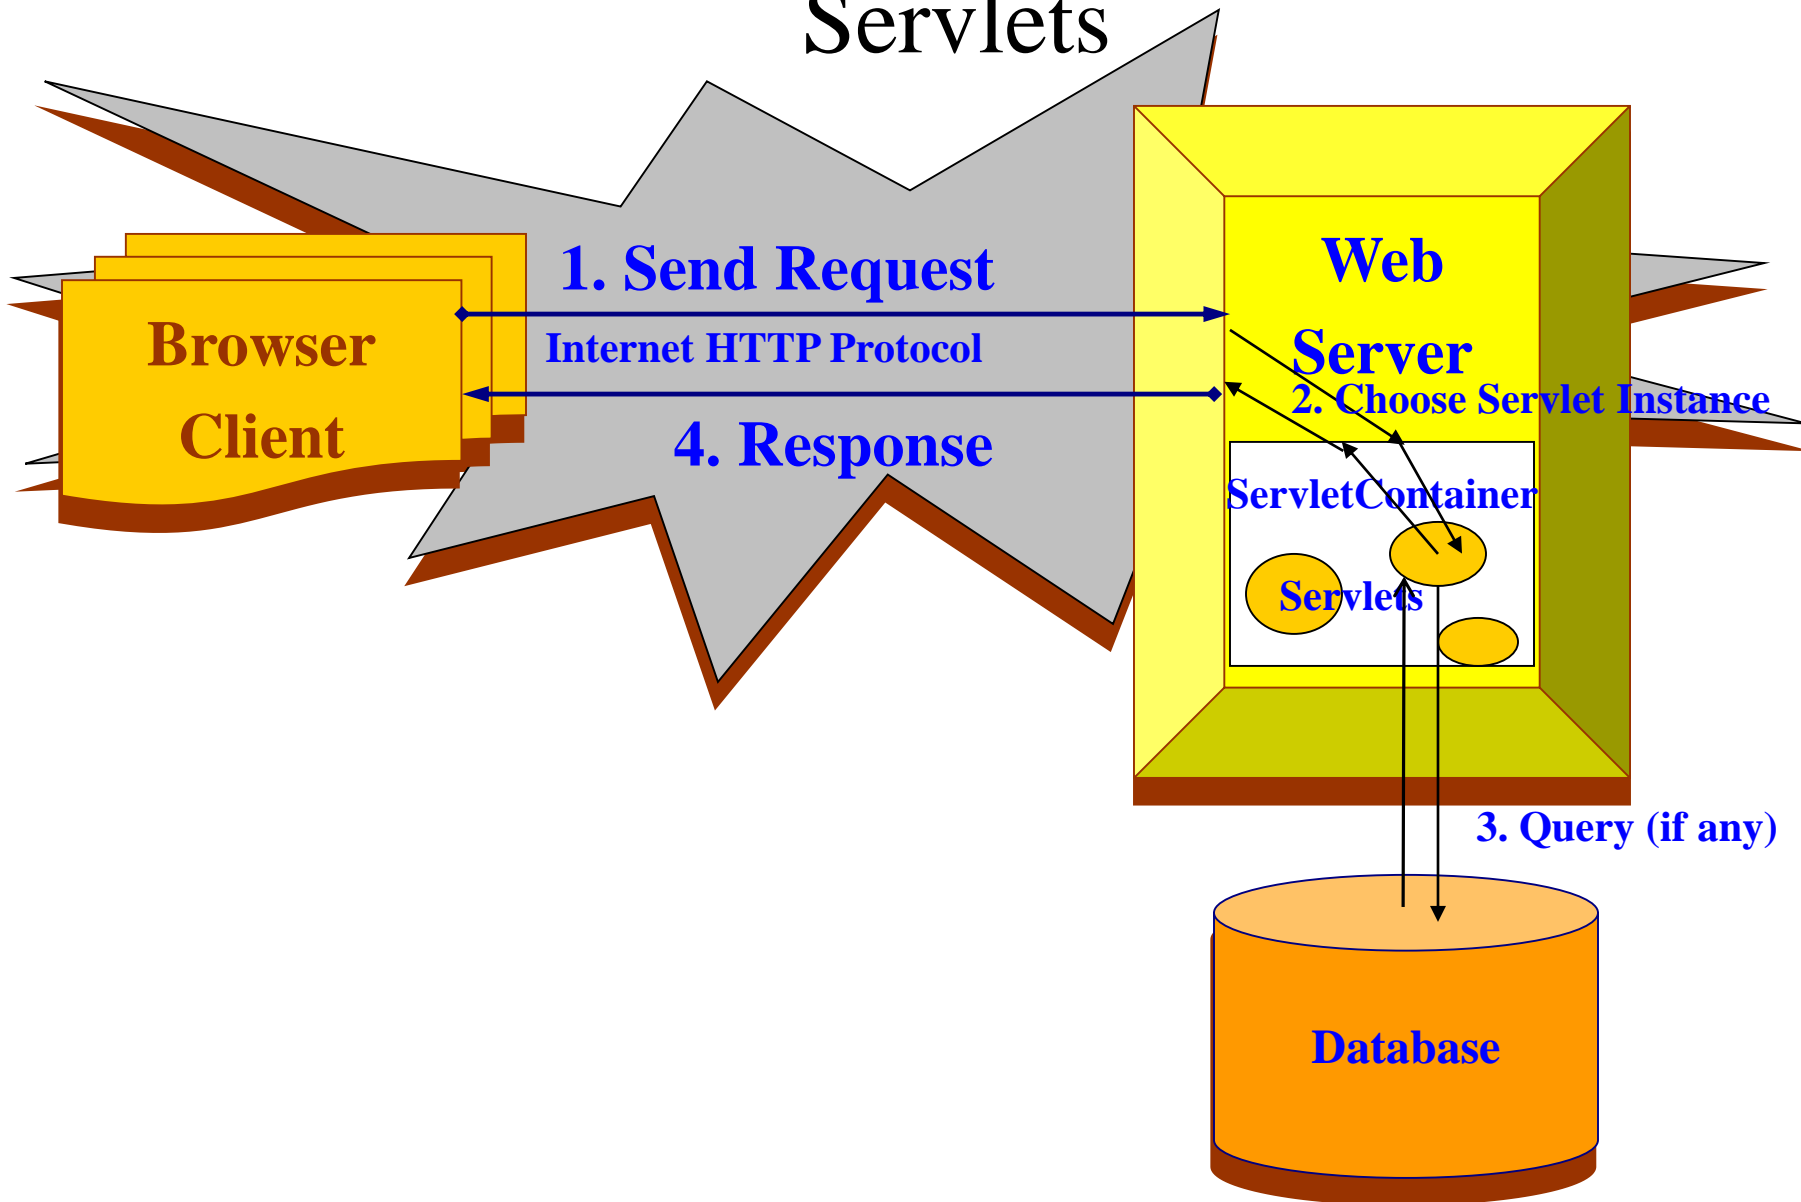 Servlets
1. Send Request
Internet HTTP Protocol
4. Response
Browser
Client
Web
Server
2. Choose Servlet Instance
ServletContainer
Servlets
3. Query (if any)
Database